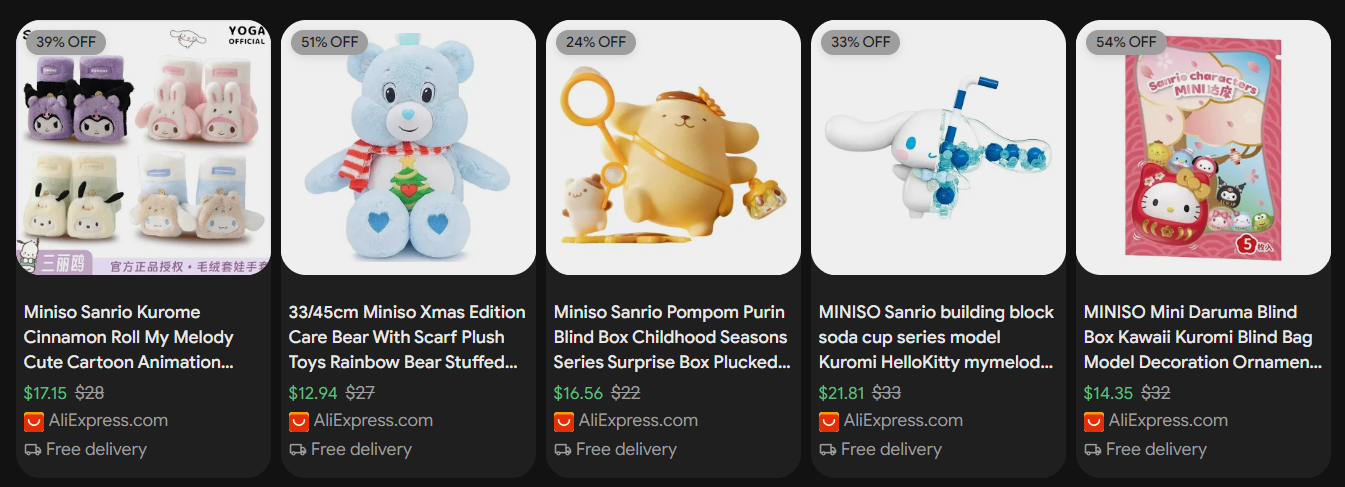 39% OFF
YOGA
OFFICIAL
三丽鸥
官方正品授权·毛绒套娃手套
Miniso Sanrio Kurome
Cinnamon Roll My Melody
Cute Cartoon Animation...
$17.15 $28
AliExpress.com
Free delivery
51% OFF
33/45cm Miniso Xmas Edition
Care Bear With Scarf Plush
Toys Rainbow Bear Stuffed...
$12.94 $27
AliExpress.com
Free delivery
24% OFF
Miniso Sanrio Pompom Purin
Blind Box Childhood Seasons
Series Surprise Box Plucked...
$16.56 $22
AliExpress.com
Free delivery
33% OFF
MINISO Sanrio building block
soda cup series model
Kuromi HelloKitty mymelod...
$21.81 $33
AliExpress.com
Free delivery
54% OFF
Sanrio characters
MINI达摩
5枚入
MINISO Mini Daruma Blind
Box Kawaii Kuromi Blind Bag
Model Decoration Ornamen...
$14.35 $32
AliExpress.com
Free delivery